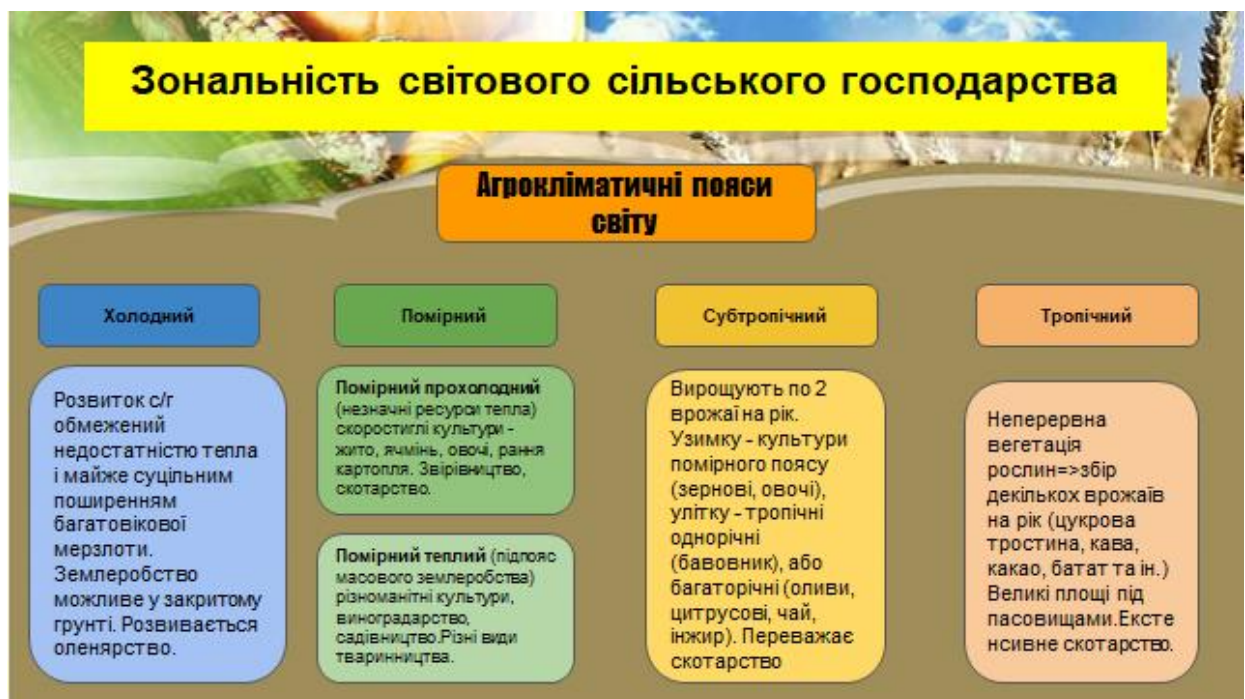 Зональність світового сільського господарства
Агрокліматичні пояси
світу
Холодний
Розвиток с/г
обмежений
недостатністю тепла
і майже суцільним
поширенням
багатовікової
мерзлоти.
Землеробство
можливе у закритому
грунті. Розвивається
оленярство.
Помірний
Помірний прохолодний
(незначні ресурси тепла)
скоростиглі культури -
жито, ячмінь, овочі, рання
картопля. Звірівництво,
скотарство.
Помірний теплий (підпояс
масового землеробства)
різноманітні культури,
виноградарство,
садівництво.Різні види
тваринництва.
Субтропічний
Вирощують по 2
врожаї на рік.
Узимку - культури
помірного поясу
(зернові, овочі),
улітку - тропічні
однорічні
(бавовник), або
багаторічні (оливи,
цитрусові, чай,
інжир). Переважає
скотарство
Тропічний
Неперервна
вегетація
рослин=>збір
декількох врожаїв
на рік (цукрова
тростина, кава,
какао, батат та ін.)
Великі площі під
пасовищами.Ексте
нсивне скотарство.